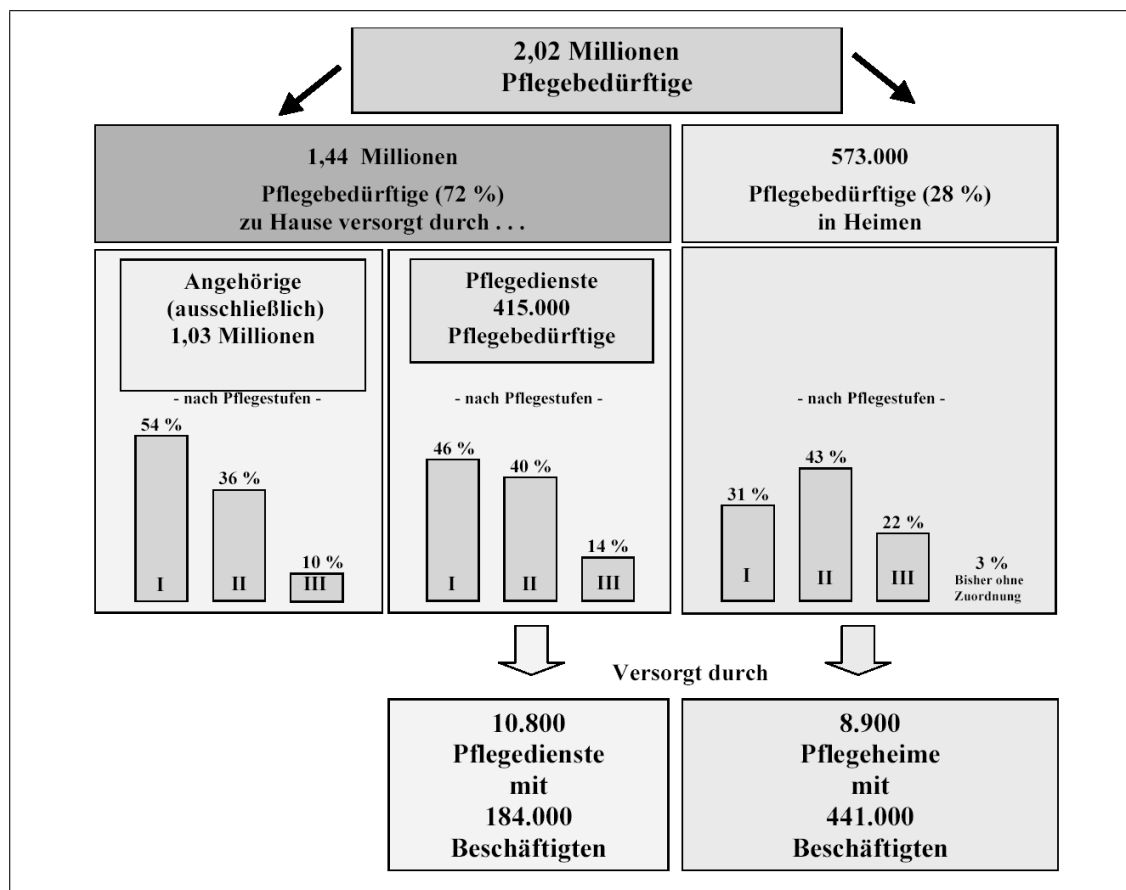 2,02 Millionen
Pflegebedürftige
1,44 Millionen
Pflegebedürftige (72 %)
zu Hause versorgt durch . . .
573.000
Pflegebedürftige (28 %)
in Heimen
Angehörige
(ausschließlich)
1,03 Millionen
- nach Pflegestufen -
54 %
36 %
10 %
I
II
III
Pflegedienste
415.000
Pflegebedürftige
- nach Pflegestufen -
46 %
40 %
14 %
I
II
III
- nach Pflegestufen -
31 %
43 %
22 %
3 %
Bisher ohne
Zuordnung
I
II
III
Versorgt durch
10.800
Pflegedienste
mit
184.000
Beschäftigten
8.900
Pflegeheime
mit
441.000
Beschäftigten